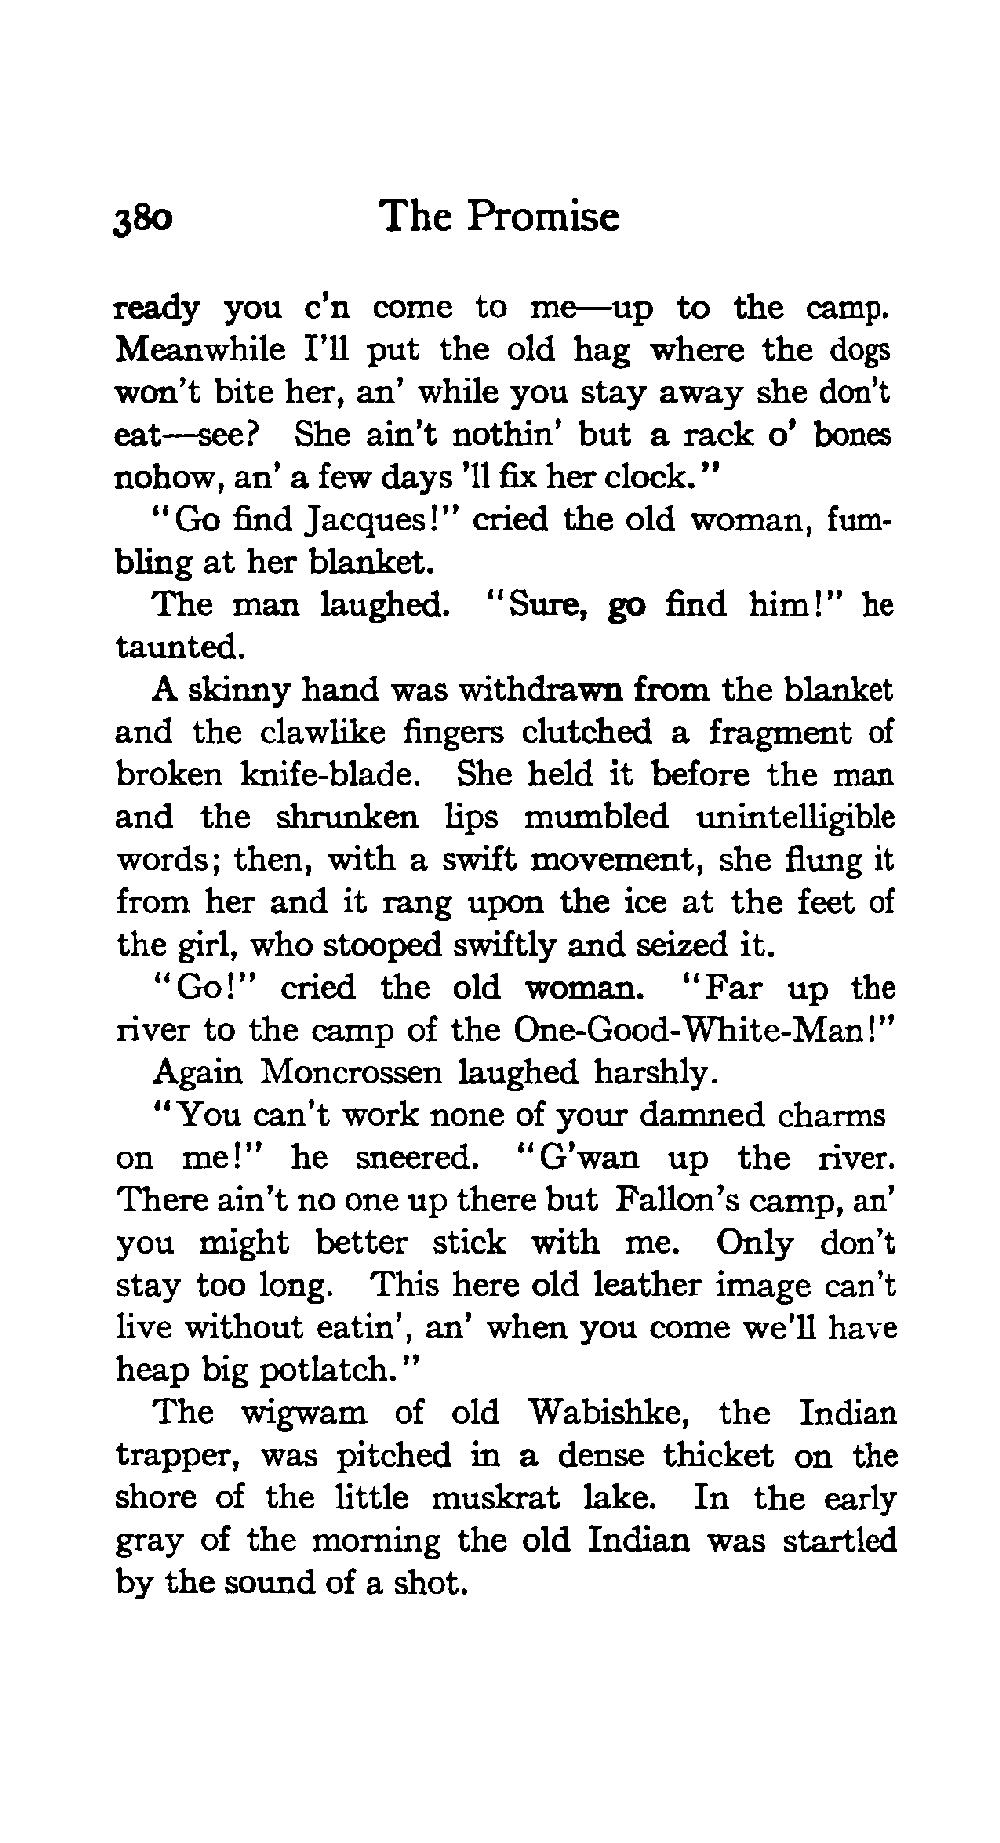 380 The Promise
ready you c'n come to me—up to the camp.
Meanwhile I'll put the old hag where the dogs
won't bite her, an' while you stay away she don't
eat—see? She ain't nothin' but a rack o' bones
nohow, an' a few days 'll fix her clock."
"Go find Jacques!" cried the old woman, fum-
bling at her blanket.
The man laughed. "Sure, go find him!" he
taunted.
A skinny hand was withdrawn from the blanket
and the clawlike fingers clutched a fragment of
broken knife-blade. She held it before the man
and the shrunken lips mumbled unintelligible
words; then, with a swift movement, she flung it
from her and it rang upon the ice at the feet of
the girl, who stooped swiftly and seized it.
"Go!" cried the old woman. "Far up the
river to the camp of the One-Good-White-Man!"
Again Moncrossen laughed harshly.
"You can't work none of your damned charms
on me!" he sneered. "G'wan up the river.
There ain't no one up there but Fallon's camp, an'
you might better stick with me. Only don't
stay too long. This here old leather image can't
live without eatin', an' when you come we'll have
heap big potlatch."
The wigwam of old Wabishke, the Indian
trapper, was pitched in a dense thicket on the
shore of the little muskrat lake. In the early
gray of the morning the old Indian was startled
by the sound of a shot.